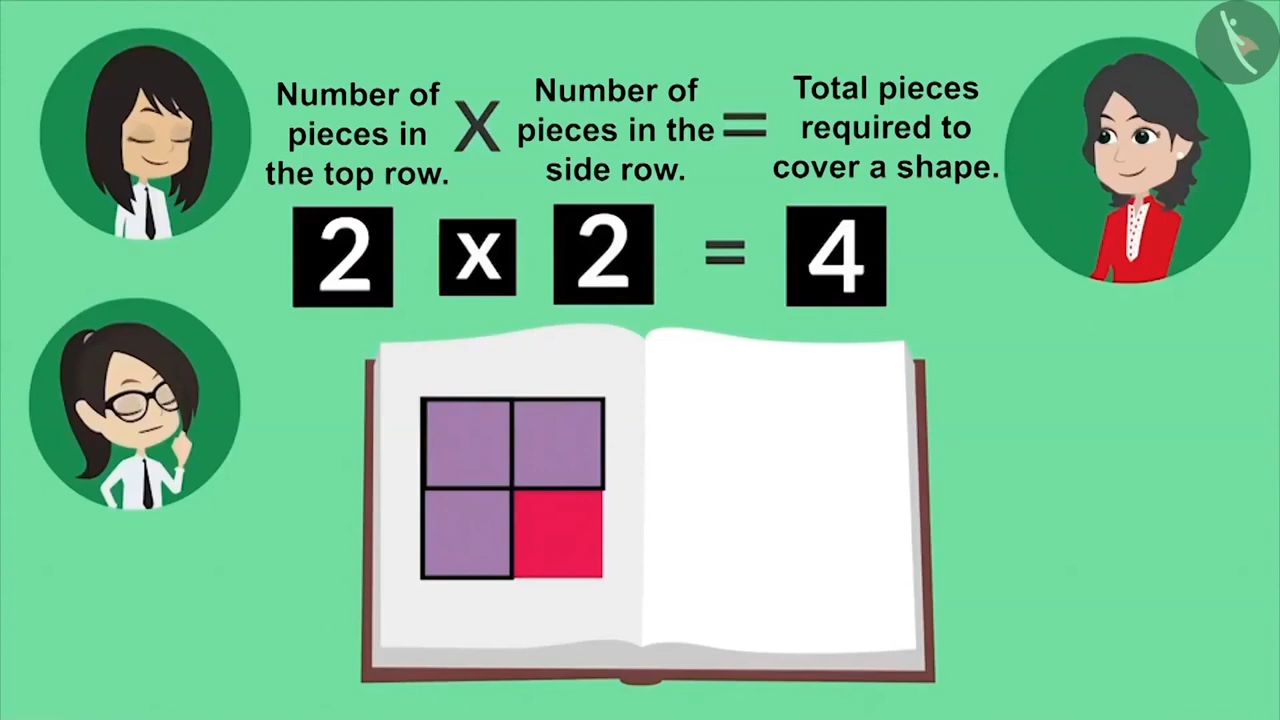 Number of
pieces in
the top row.
X
Number of
pieces in the
side row.
=
Total pieces
required to
cover a shape.
2 x 2 = 4